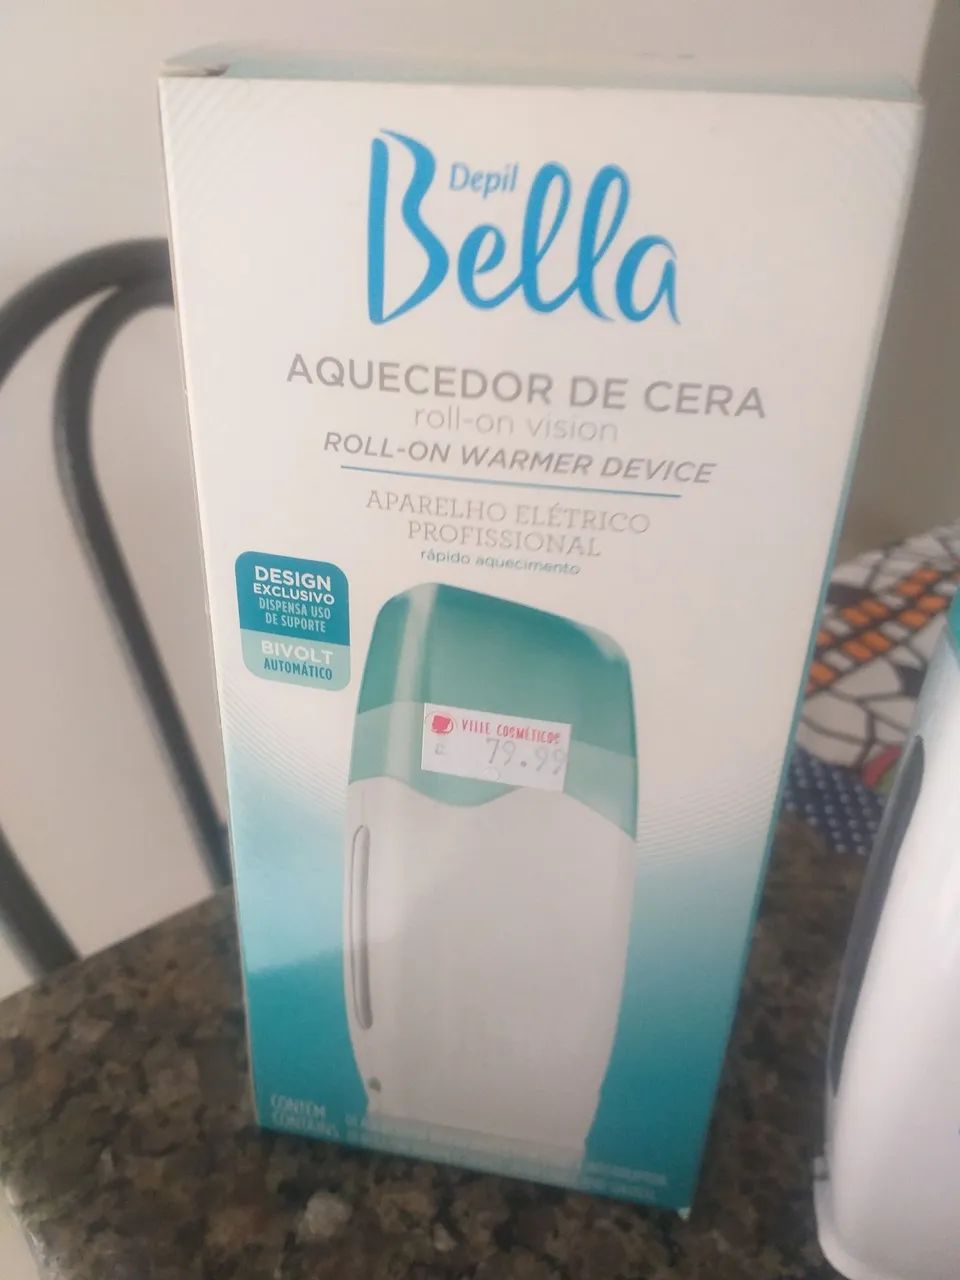 Depil
Bella
AQUECEDOR DE CERA
roll-on vision
ROLL-ON WARMER DEVICE
APARELHO ELÉTRICO
PROFISSIONAL
rápido aquecimento
DESIGN
EXCLUSIVO
DISPENSA USO
DE SUPORTE
BIVOLT
AUTOMÁTICO
VILLE COSMÉTICOS
79.99
CONTÉM
CONTAINS